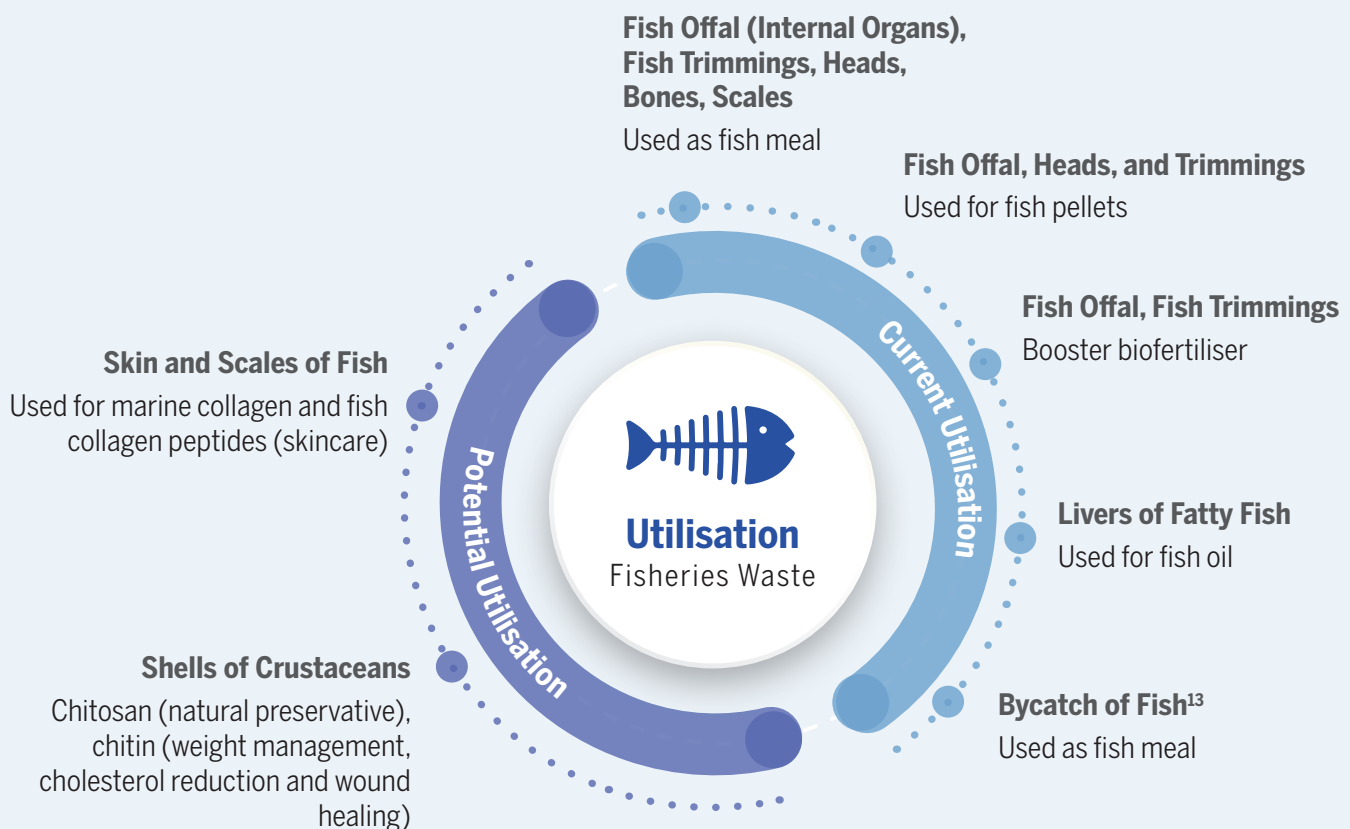 Fish Offal (Internal Organs),
Fish Trimmings, Heads,
Bones, Scales
Used as fish meal
Fish Offal, Heads, and Trimmings
Used for fish pellets
Fish Offal, Fish Trimmings
Booster biofertiliser
Livers of Fatty Fish
Used for fish oil
Bycatch of Fish¹³
Used as fish meal
Current Utilisation
Utilisation
Fisheries Waste
Potential Utilisation
Skin and Scales of Fish
Used for marine collagen and fish
collagen peptides (skincare)
Shells of Crustaceans
Chitosan (natural preservative),
chitin (weight management,
cholesterol reduction and wound
healing)